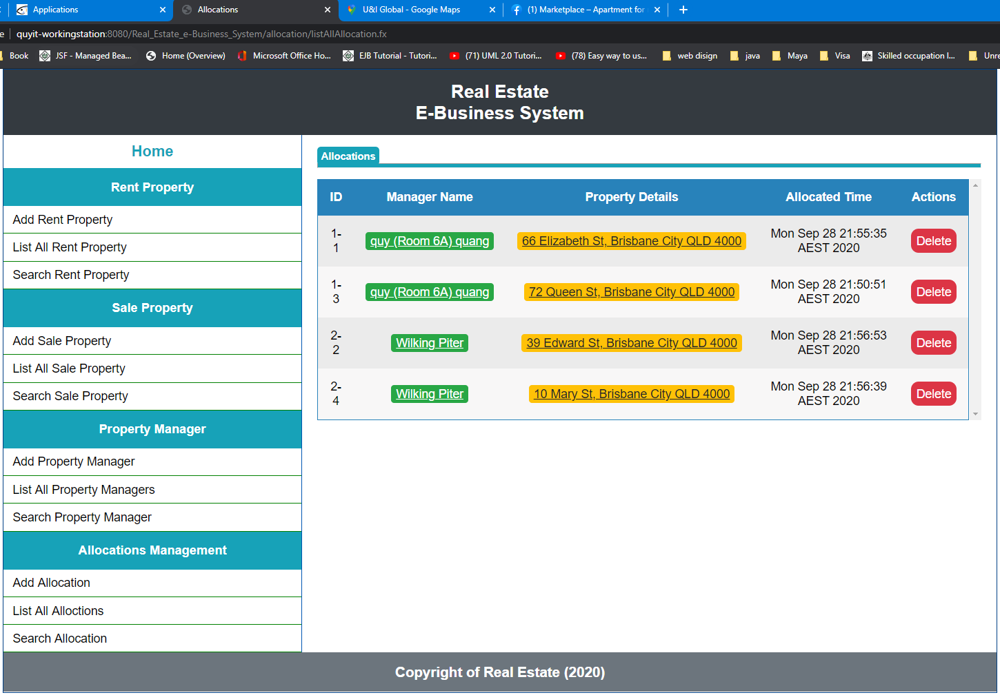 Applications
Allocations
U&I Global - Google Maps
(1) Marketplace – Apartment for
quyit-workingstation:8080/Real_Estate_e-Business_System/allocation/listAllAllocation.fx
Book
JSF - Managed Bea...
Home (Overview)
Microsoft Office Ho...
EJB Tutorial - Tutori...
(71) UML 2.0 Tutori...
(78) Easy way to us...
web disign
java
Maya
Visa
Skilled occupation l...
Unre
Real Estate
E-Business System
Home
Rent Property
Add Rent Property
List All Rent Property
Search Rent Property
Sale Property
Add Sale Property
List All Sale Property
Search Sale Property
Property Manager
Add Property Manager
List All Property Managers
Search Property Manager
Allocations Management
Add Allocation
List All Alloctions
Search Allocation
Allocations
ID Manager Name Property Details Allocated Time Actions
1-
1
quy (Room 6A) quang
66 Elizabeth St, Brisbane City QLD 4000
Mon Sep 28 21:55:35
AEST 2020
Delete
1-
3
quy (Room 6A) quang
72 Queen St, Brisbane City QLD 4000
Mon Sep 28 21:50:51
AEST 2020
Delete
2-
2
Wilking Piter
39 Edward St, Brisbane City QLD 4000
Mon Sep 28 21:56:53
AEST 2020
Delete
2-
4
Wilking Piter
10 Mary St, Brisbane City QLD 4000
Mon Sep 28 21:56:39
AEST 2020
Delete
Copyright of Real Estate (2020)